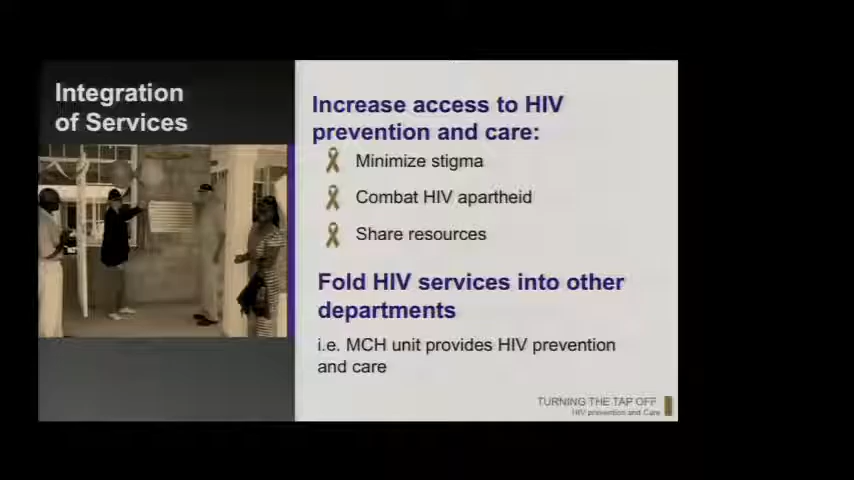 Integration
of Services
Increase access to HIV
prevention and care:
Minimize stigma
Combat HIV apartheid
Share resources
Fold HIV services into other
departments
i.e. MCH unit provides HIV prevention
and care
TURNING THE TAP OFF
HIV prevention and Care